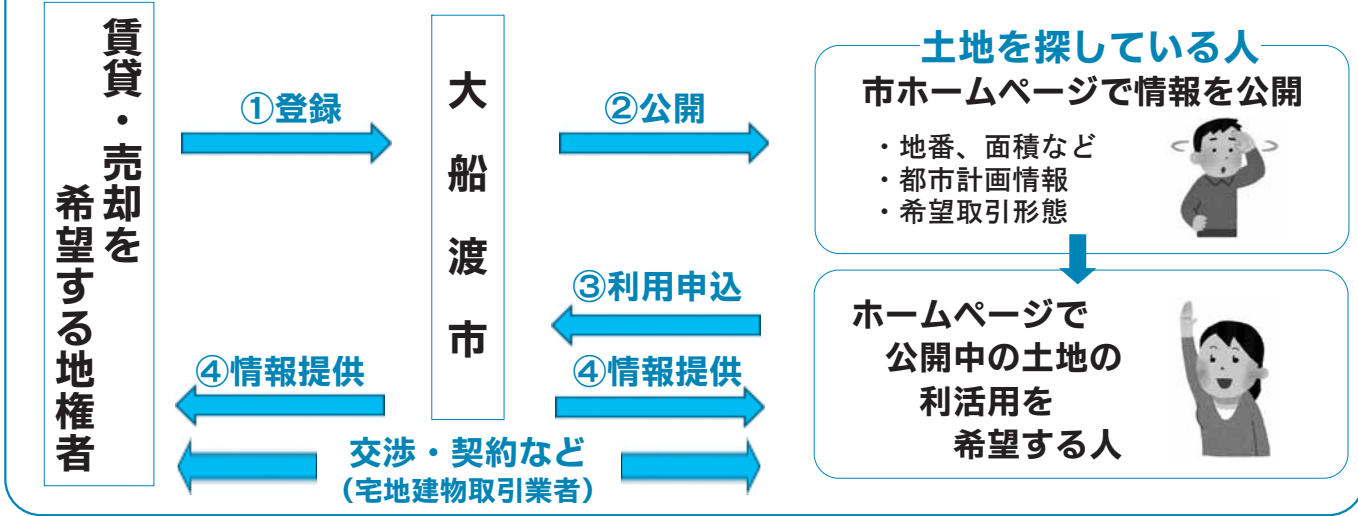 賃貸・売却を
希望する地権者
①登録
大船渡市
②公開
土地を探している人
市ホームページで情報を公開
・地番、面積など
・都市計画情報
・希望取引形態
③利用申込
ホームページで
公開中の土地の
利活用を
希望する人
④情報提供
④情報提供
交渉・契約など
（宅地建物取引業者）